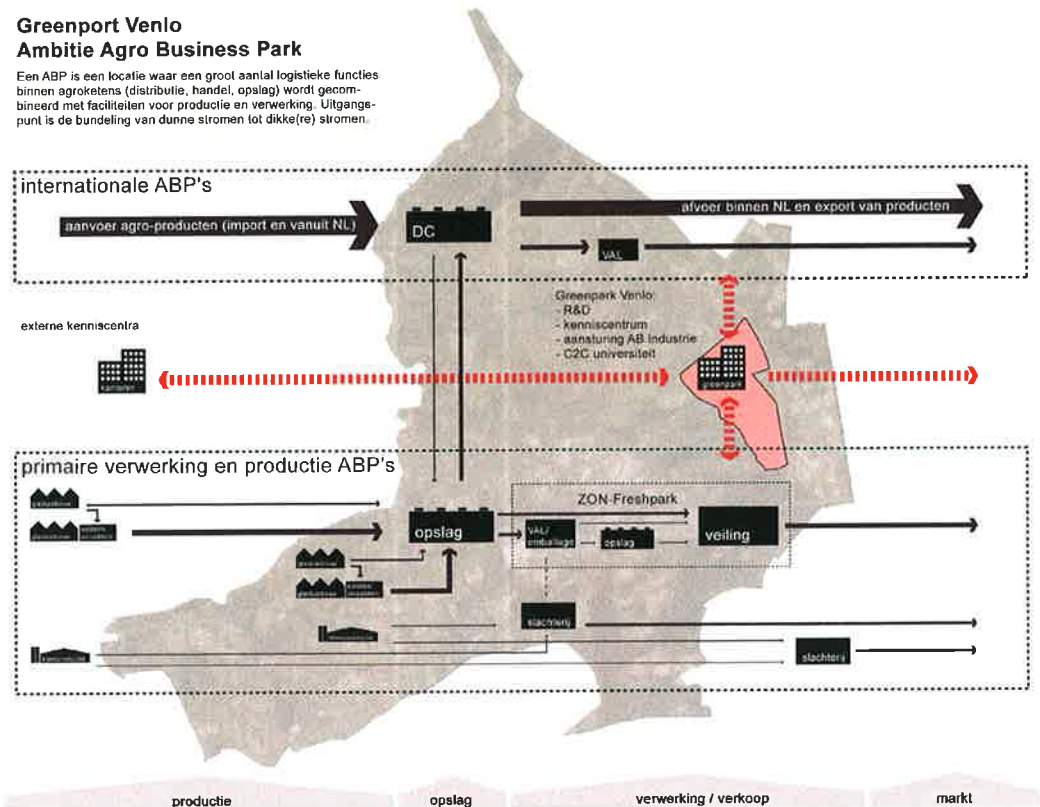 Greenport Venlo
Ambitie Agro Business Park
Een ABP is een locatie waar een groot aantal logistieke functies
binnen agroketens (distributie, handel, opslag) wordt gecom-
bineerd met faciliteiten voor productie en verwerking. Uitgangs-
punt is de bundeling van dunne stromen tot dikke(re) stromen.
internationale ABP's
aanvoer agro-producten (import en vanuit NL)
DC
afvoer binnen NL en export van producten
VAL
externe kenniscentra
Greenpark Venlo:
- R&D
- kenniscentrum
- aansturing AB Industrie
- C2C universiteit
kantoren
greenpark
primaire verwerking en productie ABP's
ZON-Freshpark
opslag
VAL/
emballage
opslag
veiling
slachterij
slachterij
productie
opslag
verwerking / verkoop
markt